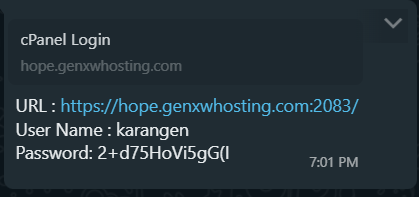 cPanel Login
hope.genxwhosting.com
URL : https://hope.genxwhosting.com:2083/
User Name : karangen
Password: 2+d75HoVi5gG(I
7:01 PM